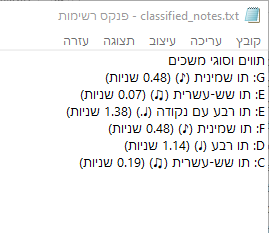 classified_notes.txt - פנקס רשימות
קובץ עריכה עיצוב תצוגה עזרה
תווים וסוגי משכים
G: תו שמינית (♪) (0.48 שניות)
E: תו שש-עשרית (♫) (0.07 שניות)
E: תו רבע עם נקודה (♩.) (1.38 שניות)
F: תו שמינית (♪) (0.48 שניות)
D: תו רבע (♩) (1.14 שניות)
C: תו שש-עשרית (♫) (0.19 שניות)